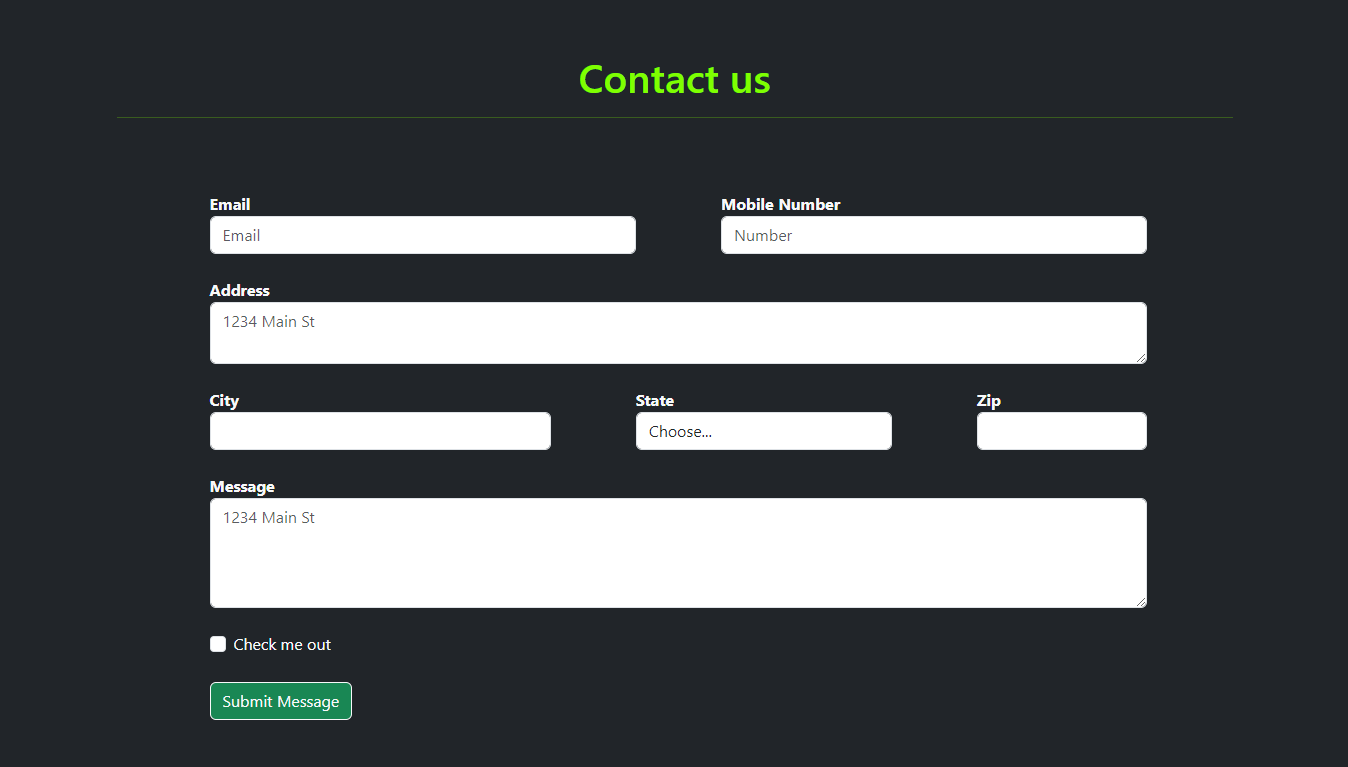 Contact us
Email Mobile Number
Email Number
Address
1234 Main St
City State Zip
Choose...
Message
1234 Main St
Check me out
Submit Message